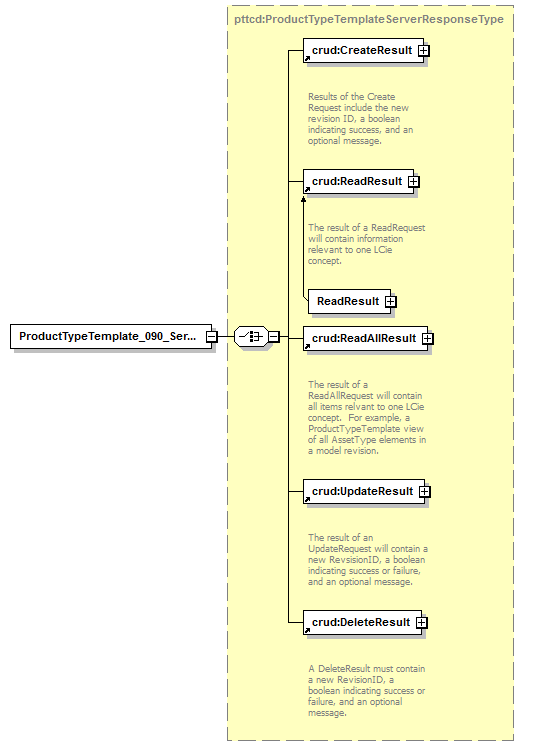 pttcd:ProductTypeTemplateServerResponseType
crud:CreateResult
Results of the Create
Request include the new
revision ID, a boolean
indicating success, and an
optional message.
crud:ReadResult
The result of a ReadRequest
will contain information
relevant to one LCie
concept.
ReadResult
ProductTypeTemplate_090_Ser...
crud:ReadAllResult
The result of a
ReadAllRequest will contain
all items relvant to one LCie
concept.  For example, a
ProductTypeTemplate view
of all AssetType elements in
a model revision.
crud:UpdateResult
The result of an
UpdateRequest will contain a
new RevsisionID, a boolean
indicating success or failure,
and an optional message.
crud:DeleteResult
A DeleteResult must contain
a new RevisionID, a
boolean indicating success or
failure, and an optional
message.